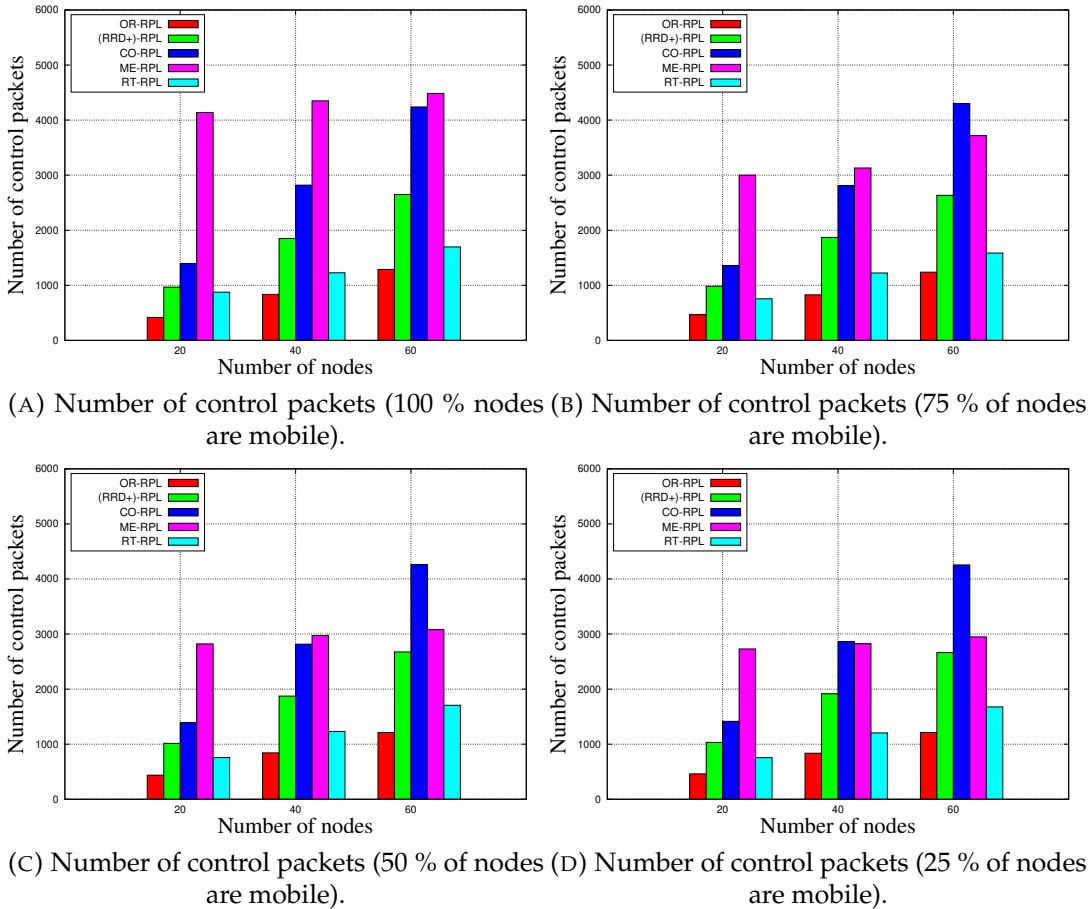 6000
5000
4000
3000
2000
1000
0
20
40
60
Number of control packets
Number of nodes
OR-RPL
(RRD+)-RPL
CO-RPL
ME-RPL
RT-RPL
6000
5000
4000
3000
2000
1000
0
20
40
60
Number of control packets
Number of nodes
OR-RPL
(RRD+)-RPL
CO-RPL
ME-RPL
RT-RPL
(A) Number of control packets (100 % nodes
are mobile).
(B) Number of control packets (75 % of nodes
are mobile).
6000
5000
4000
3000
2000
1000
0
20
40
60
Number of control packets
Number of nodes
OR-RPL
(RRD+)-RPL
CO-RPL
ME-RPL
RT-RPL
6000
5000
4000
3000
2000
1000
0
20
40
60
Number of control packets
Number of nodes
OR-RPL
(RRD+)-RPL
CO-RPL
ME-RPL
RT-RPL
(C) Number of control packets (50 % of nodes
are mobile).
(D) Number of control packets (25 % of nodes
are mobile).